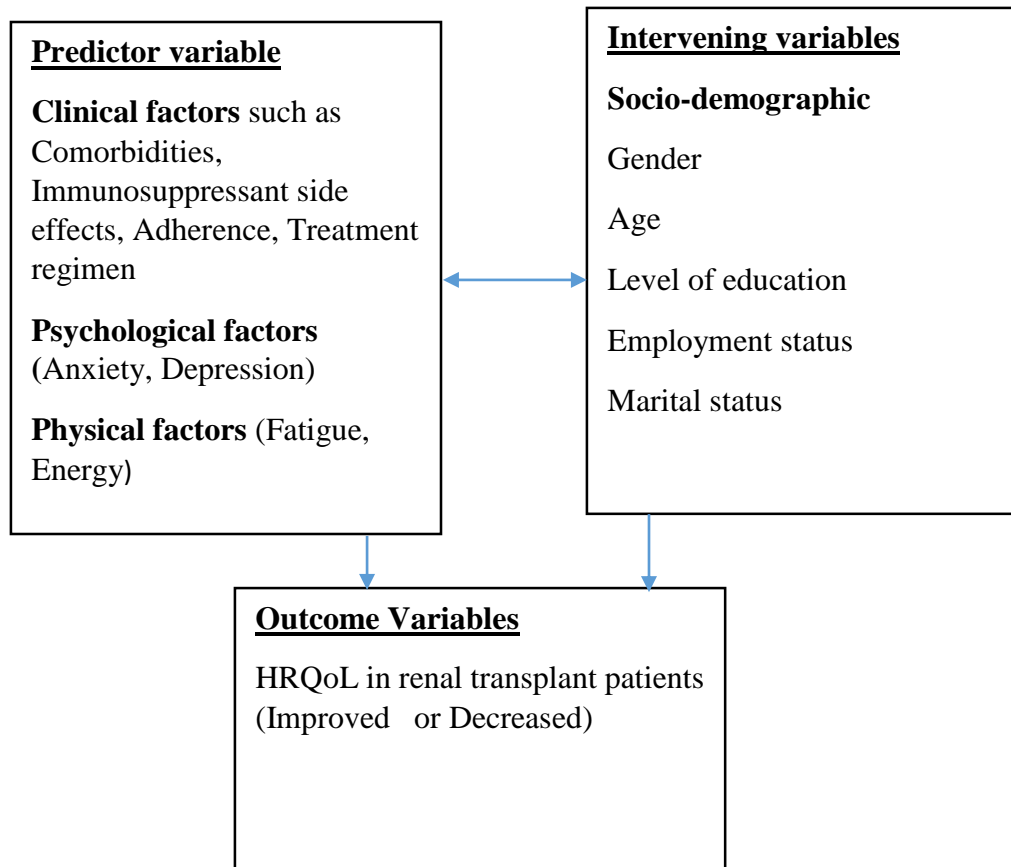 Predictor variable
Clinical factors such as
Comorbidities,
Immunosuppressant side
effects, Adherence, Treatment
regimen
Psychological factors
(Anxiety, Depression)
Physical factors (Fatigue,
Energy)
Intervening variables
Socio-demographic
Gender
Age
Level of education
Employment status
Marital status
Outcome Variables
HRQoL in renal transplant patients
(Improved or Decreased)